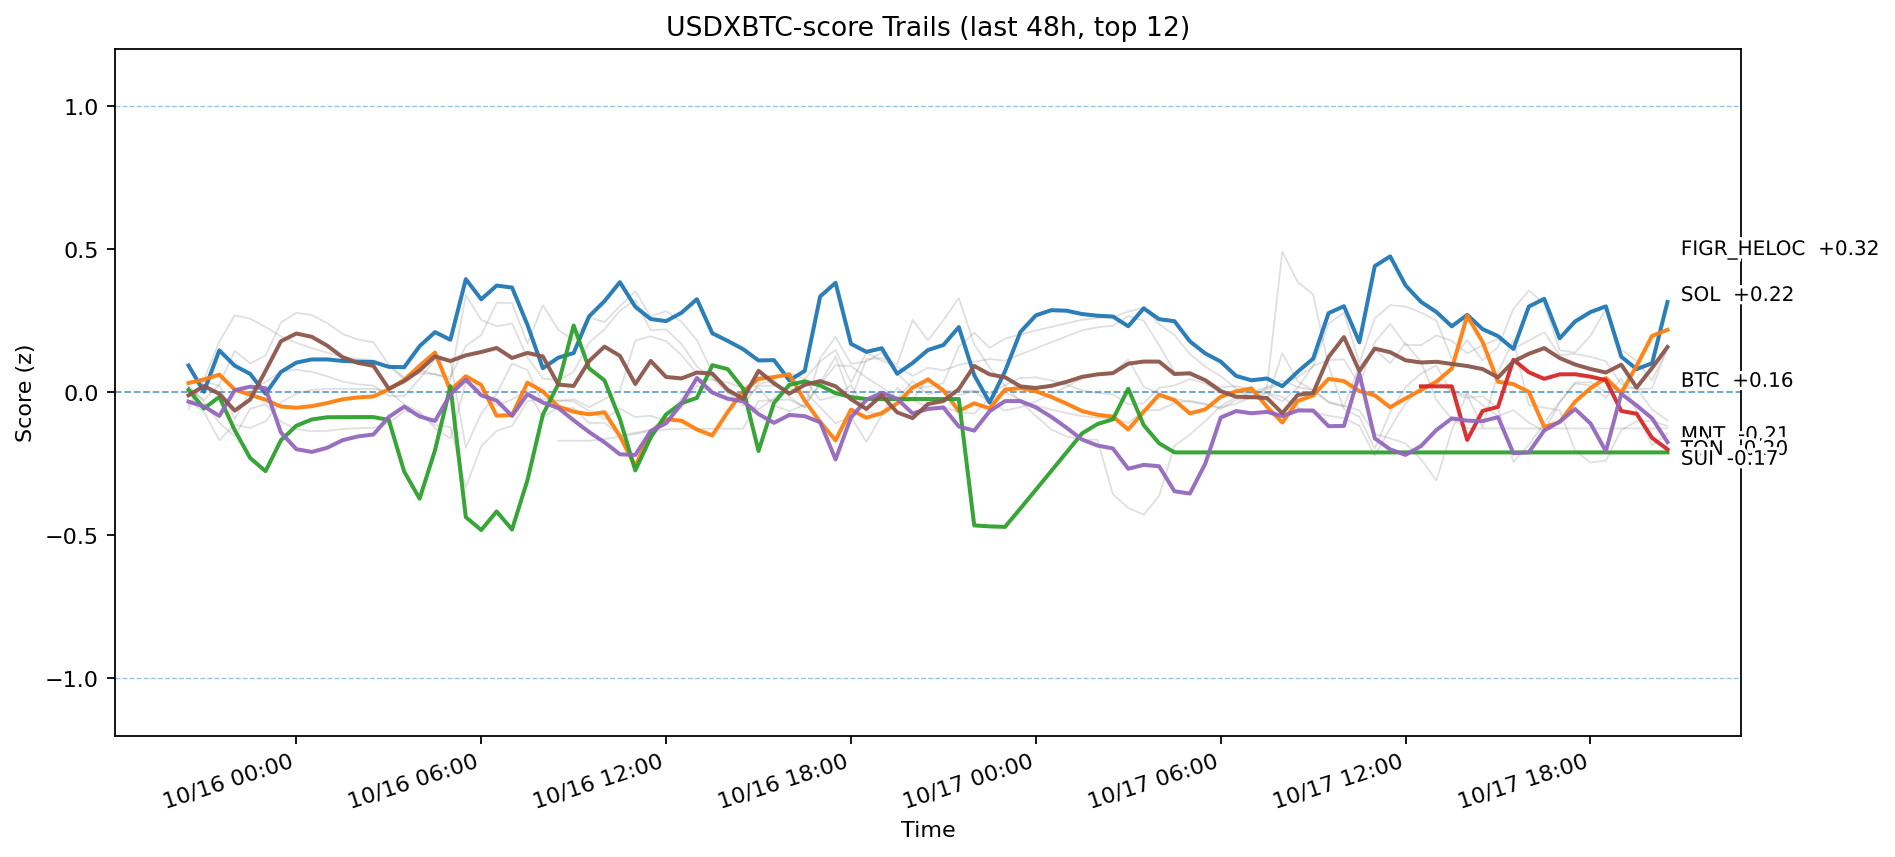 USDXBTC-score Trails (last 48h, top 12)
Score (z)
1.0
0.5
0.0
−0.5
−1.0
FIGR_HELOC +0.32
SOL +0.22
BTC +0.16
MNT -0.21
TON
SUI -0.17
10/16 00:00
10/16 06:00
10/16 12:00
10/16 18:00
10/17 00:00
10/17 06:00
10/17 12:00
10/17 18:00
Time